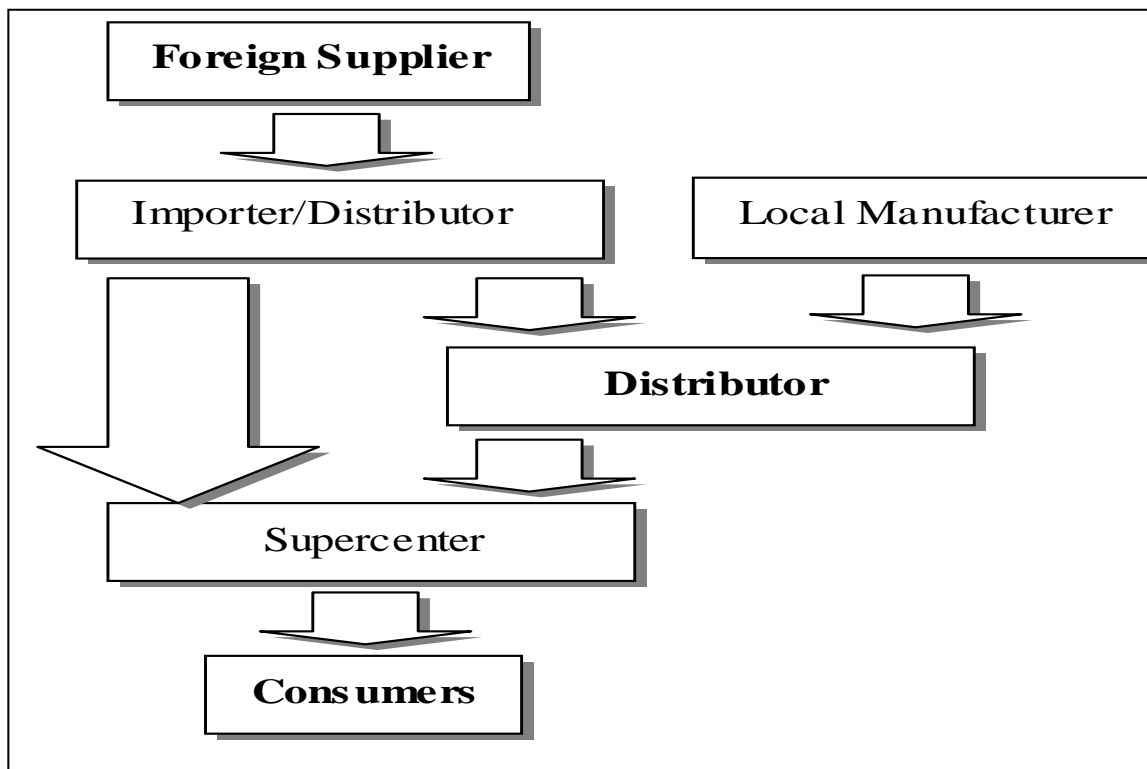 Foreign Supplier
Importer/Distributor
Local Manufacturer
Distributor
Supercenter
Consumers